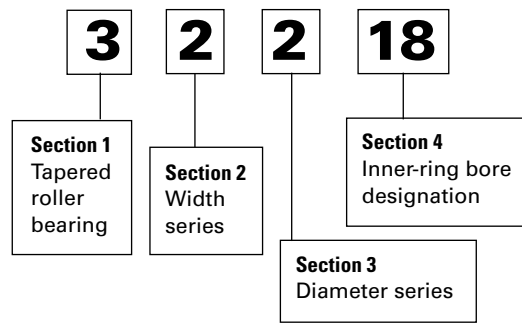 3 2 2 18
Section 1
Tapered
roller
bearing
Section 2
Width
series
Section 3
Diameter series
Section 4
Inner-ring bore
designation